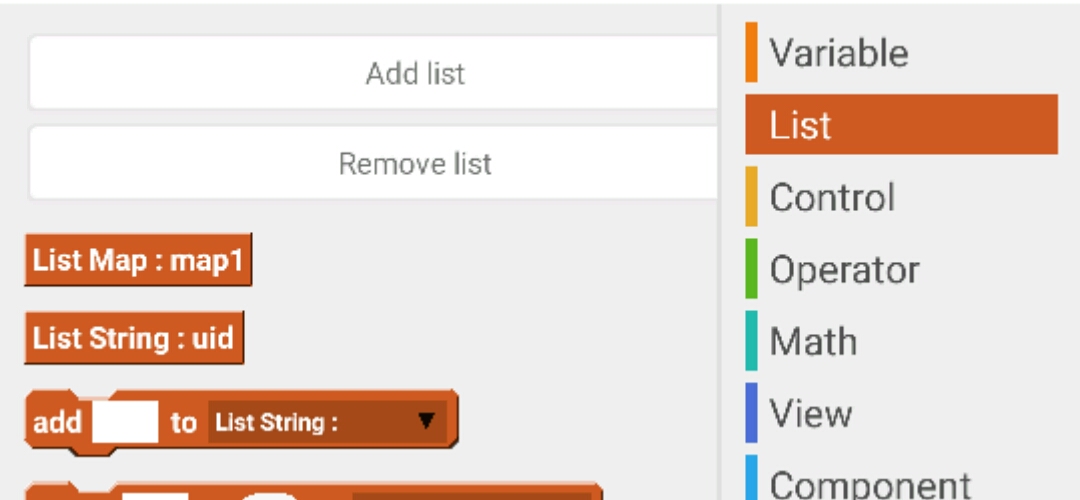 Add list
Remove list
List Map : map1
List String : uid
add to List String : ▼
Variable
List
Control
Operator
Math
View
Component